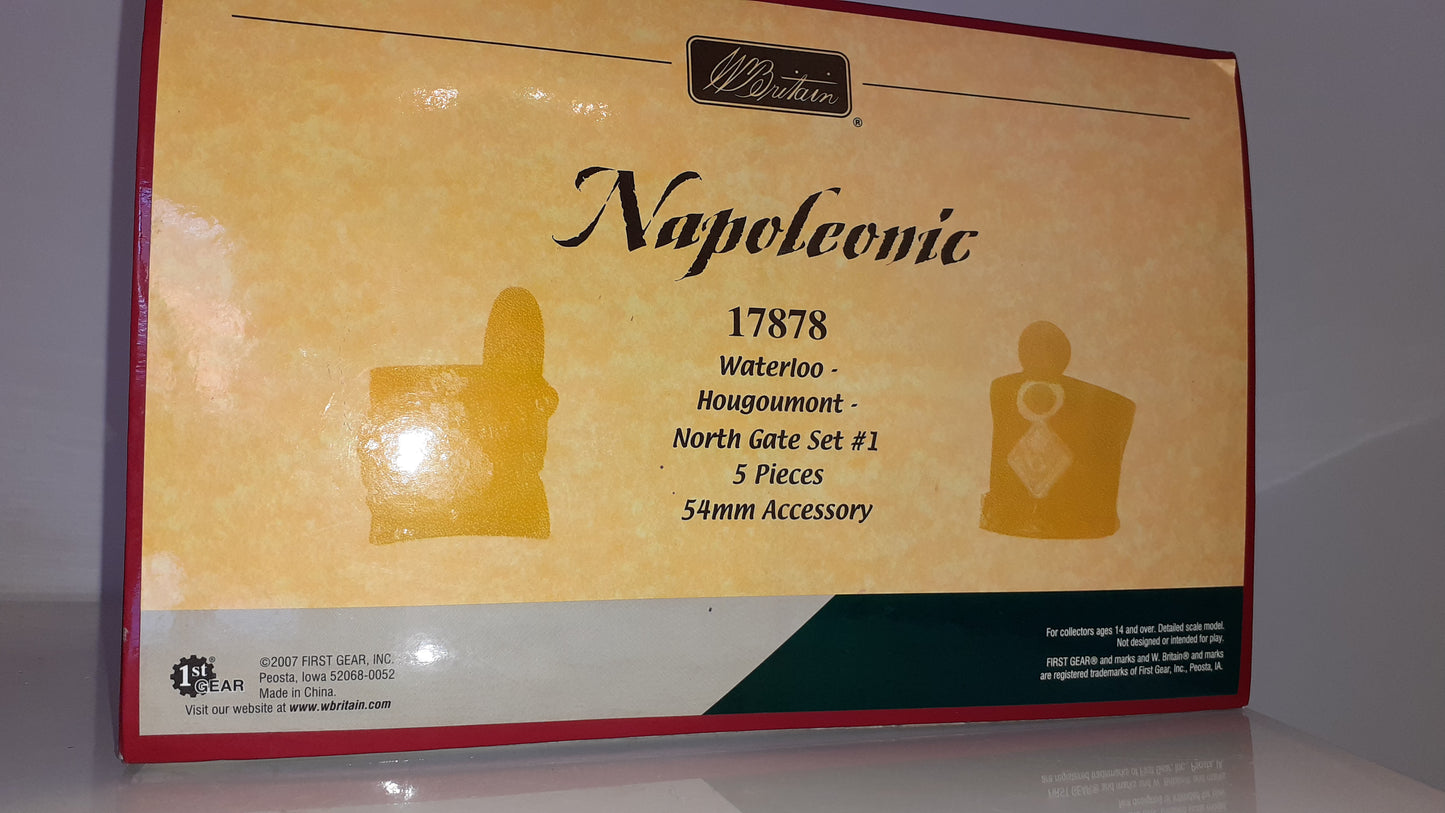 W Britain
®
Napoleonic
17878
Waterloo -
Hougoumont -
North Gate Set #1
5 Pieces
54mm Accessory
1st GEAR®
©2007 FIRST GEAR, INC.
Peosta, Iowa 52068-0052
Made in China.
Visit our website at www.wbritain.com
For collectors ages 14 and over. Detailed scale model.
Not designed or intended for play.
FIRST GEAR® and marks and W. Britain® and marks
are registered trademarks of First Gear, Inc., Peosta, IA.